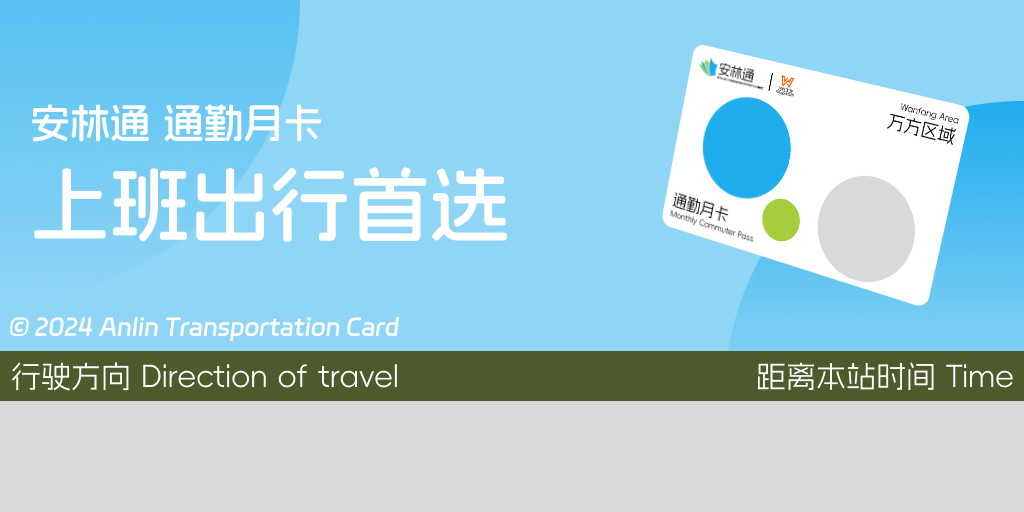 安林通 通勤月卡
上班出行首选
© 2024 Anlin Transportation Card
安林通
Wanfang Area
万方区域
通勤月卡
Monthly Commuter Pass
行驶方向 Direction of travel
距离本站时间 Time